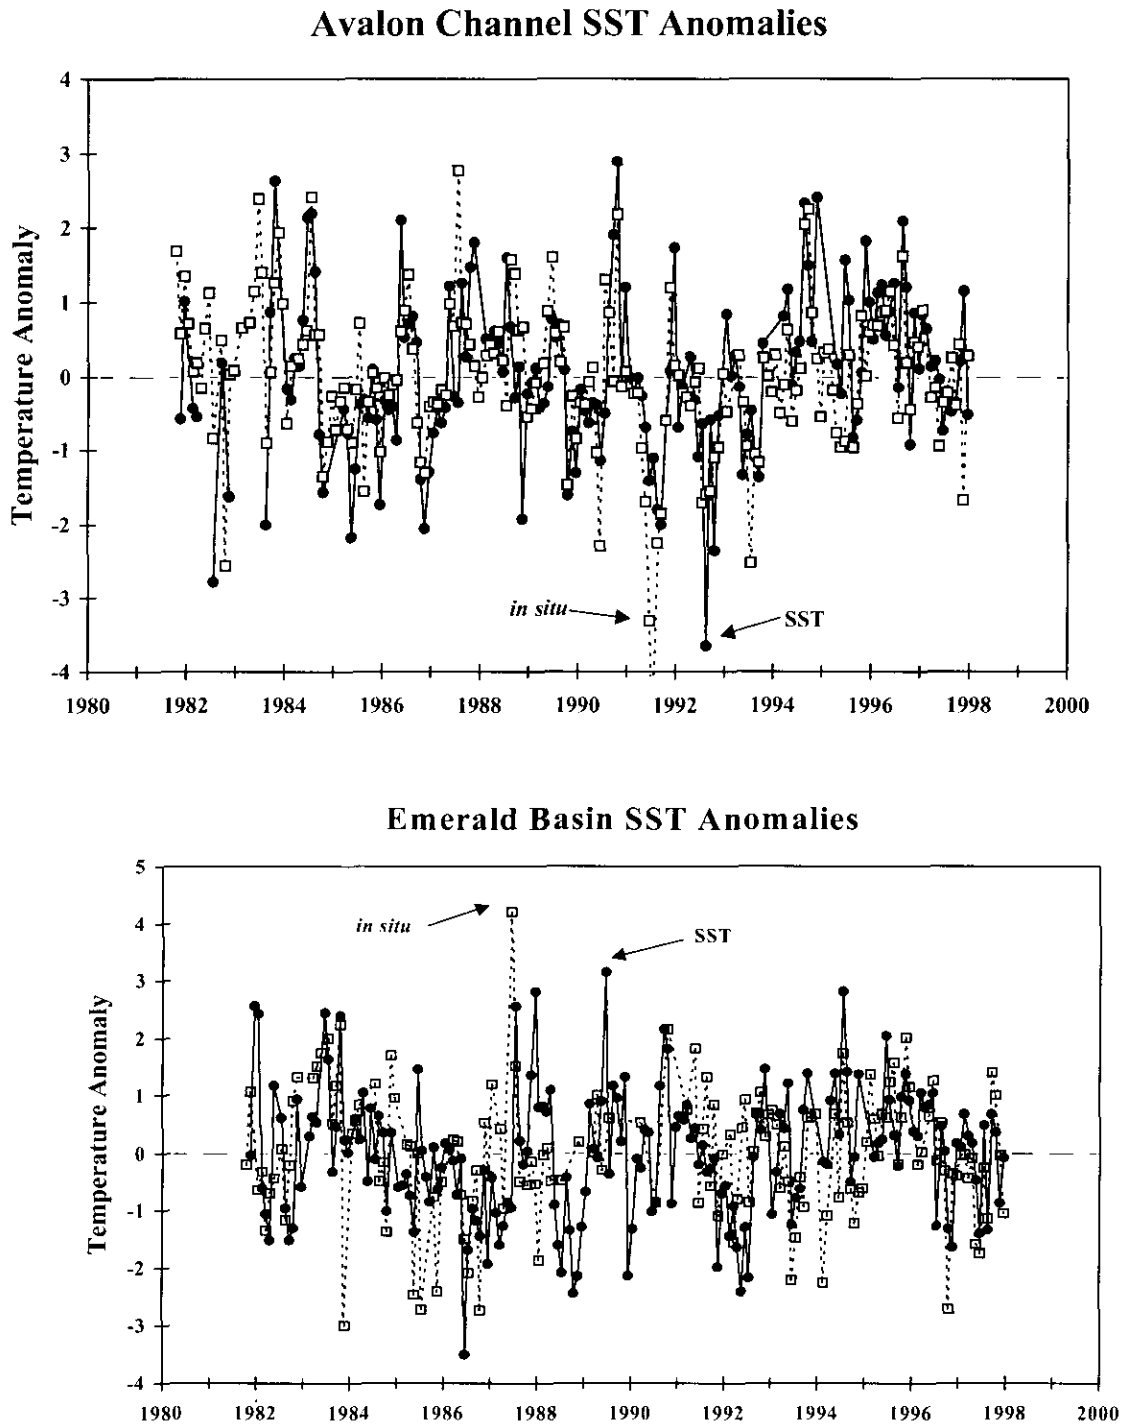 Avalon Channel SST Anomalies
4
3
2
1
0
-1
-2
-3
-4
Temperature Anomaly
in situ
SST
1980 1982 1984 1986 1988 1990 1992 1994 1996 1998 2000
Emerald Basin SST Anomalies
5
4
3
2
1
0
-1
-2
-3
-4
Temperature Anomaly
in situ
SST
1980 1982 1984 1986 1988 1990 1992 1994 1996 1998 2000